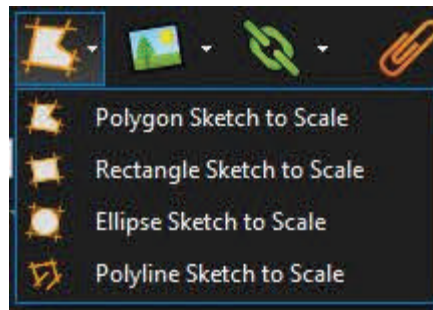 Polygon Sketch to Scale
Rectangle Sketch to Scale
Ellipse Sketch to Scale
Polyline Sketch to Scale